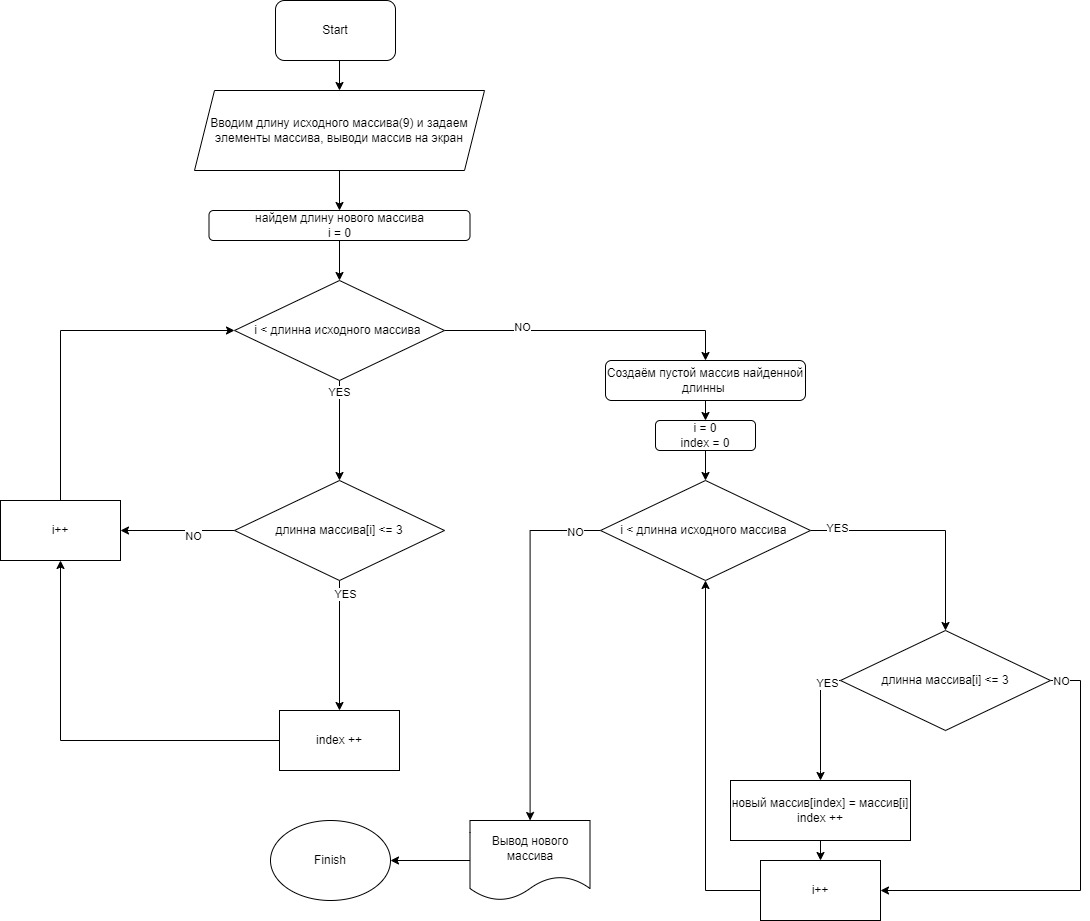 Start
Вводим длину исходного массива(9) и задаем
элементы массива, выводи массив на экран
найдем длину нового массива
i = 0
i < длинна исходного массива
NO
YES
Создаём пустой массив найденной
длинны
i = 0
index = 0
i++
NO
длинна массива[i] <= 3
YES
NO
i < длинна исходного массива
YES
index ++
YES
длинна массива[i] <= 3
NO
новый массив[index] = массив[i]
index ++
Finish
Вывод нового
массива
i++